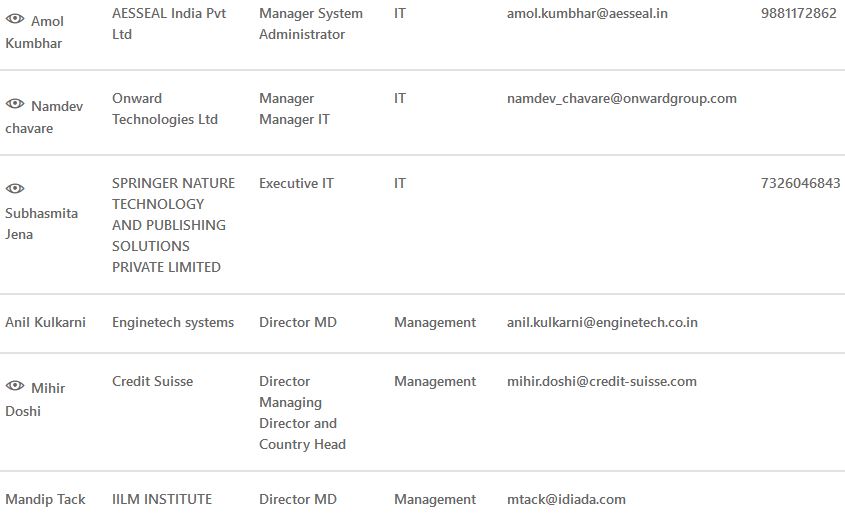 Amol Kumbhar AESSEAL India Pvt Ltd Manager System Administrator IT amol.kumbhar@aesseal.in 9881172862
Namdev chavare Onward Technologies Ltd Manager Manager IT IT namdev_chavare@onwardgroup.com
Subhasmita Jena SPRINGER NATURE TECHNOLOGY AND PUBLISHING SOLUTIONS PRIVATE LIMITED Executive IT IT 7326046843
Anil Kulkarni Enginetech systems Director MD Management anil.kulkarni@enginetech.co.in
Mihir Doshi Credit Suisse Director Managing Director and Country Head Management mihir.doshi@credit-suisse.com
Mandip Tack IILM INSTITUTE Director MD Management mtack@idiada.com